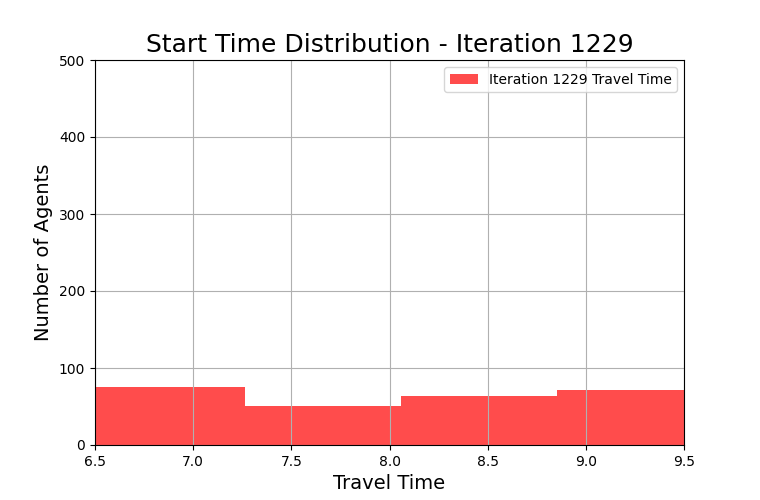 Start Time Distribution - Iteration 1229
Iteration 1229 Travel Time
Number of Agents
500
400
300
200
100
0
6.5 7.0 7.5 8.0 8.5 9.0 9.5
Travel Time